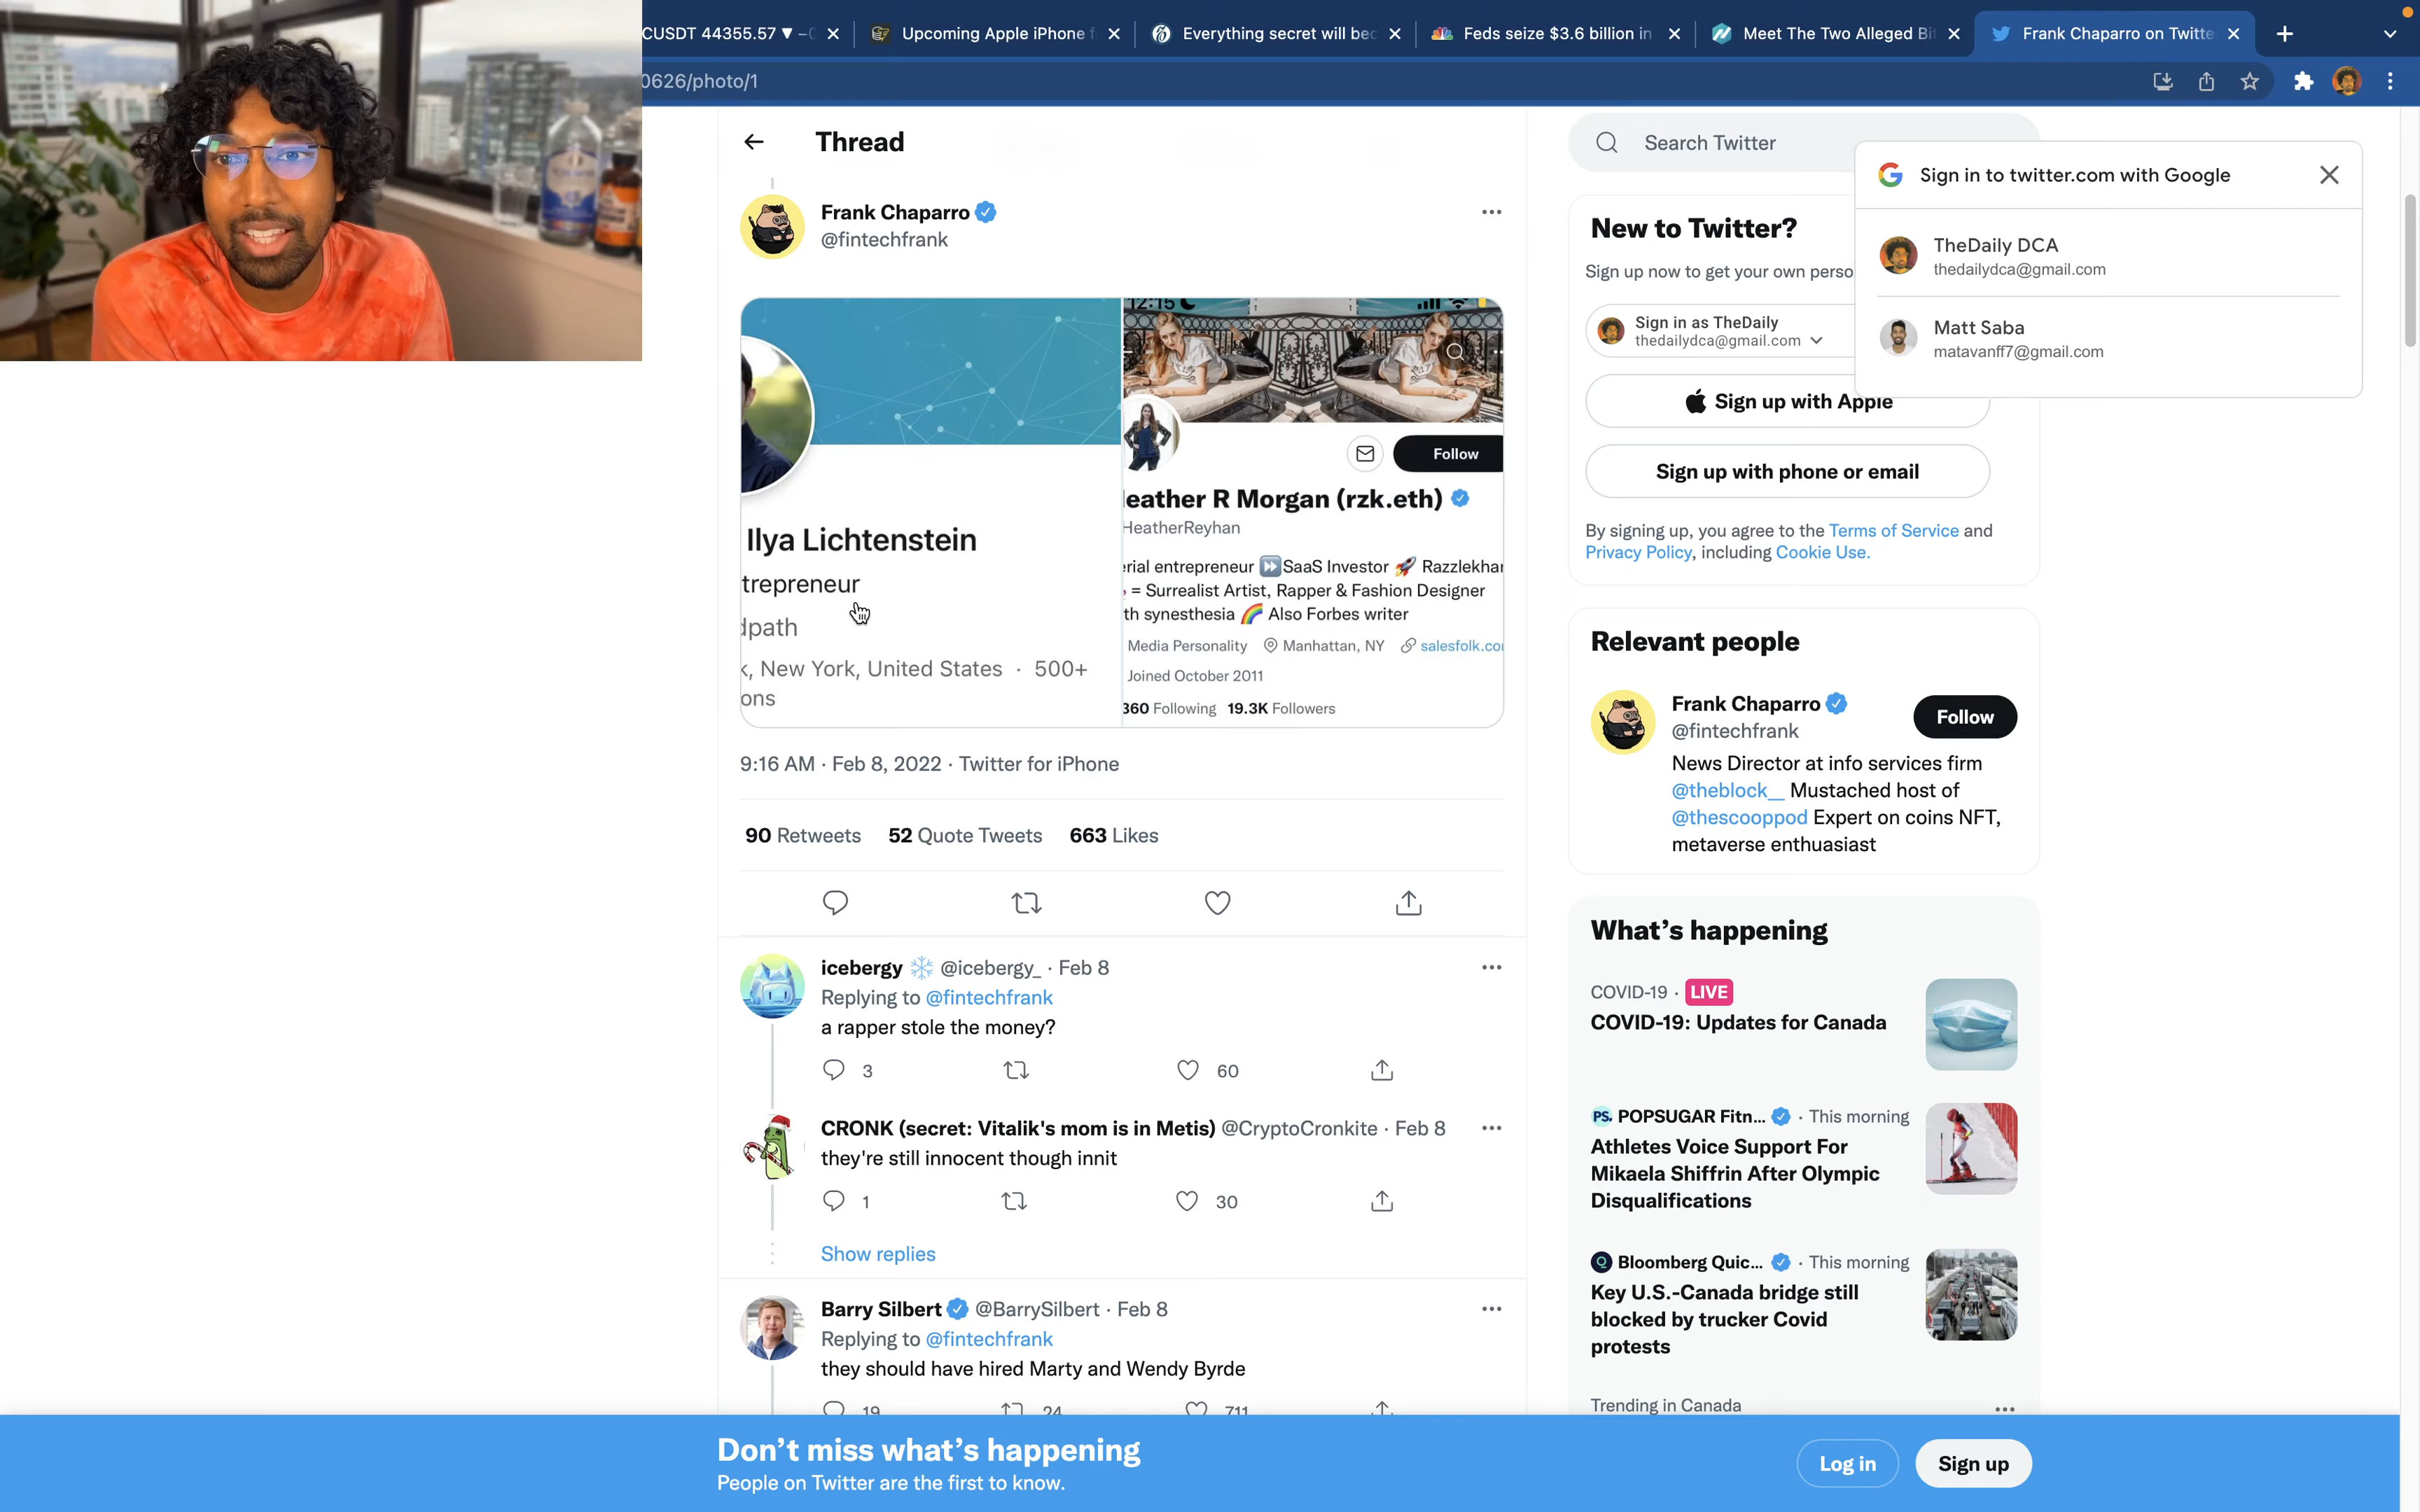 CUSDT 44355.57 ▼ -0
Upcoming Apple iPhone f
Everything secret will bec
Feds seize $3.6 billion in
Meet The Two Alleged Bi
Frank Chaparro on Twitte
0626/photo/1
Thread
Frank Chaparro
@fintechfrank
Ilya Lichtenstein
trepreneur
dpath
k, New York, United States · 500+
ons
12:15
Follow
eather R Morgan (rzk.eth)
HeatherReyhan
erial entrepreneur ⏩SaaS Investor 🚀 Razzlekhan
= Surrealist Artist, Rapper & Fashion Designer
th synesthesia 🌈 Also Forbes writer
Media Personality Manhattan, NY salesfolk.co
Joined October 2011
360 Following 19.3K Followers
9:16 AM · Feb 8, 2022 · Twitter for iPhone
90 Retweets 52 Quote Tweets 663 Likes
icebergy ❄️ @icebergy_ · Feb 8
Replying to @fintechfrank
a rapper stole the money?
3 60
CRONK (secret: Vitalik's mom is in Metis) @CryptoCronkite · Feb 8
they're still innocent though innit
1 30
Show replies
Barry Silbert @BarrySilbert · Feb 8
Replying to @fintechfrank
they should have hired Marty and Wendy Byrde
19 24 711
Search Twitter
New to Twitter?
Sign up now to get your own perso
Sign in as TheDaily
thedailydca@gmail.com
Sign up with Apple
Sign up with phone or email
By signing up, you agree to the Terms of Service and
Privacy Policy, including Cookie Use.
Sign in to twitter.com with Google
TheDaily DCA
thedailydca@gmail.com
Matt Saba
matavanff7@gmail.com
Relevant people
Frank Chaparro
@fintechfrank
Follow
News Director at info services firm
@theblock__ Mustached host of
@thescooppod Expert on coins NFT,
metaverse enthuasiast
What's happening
COVID-19 · LIVE
COVID-19: Updates for Canada
PS. POPSUGAR Fitn... · This morning
Athletes Voice Support For
Mikaela Shiffrin After Olympic
Disqualifications
Bloomberg Quic... · This morning
Key U.S.-Canada bridge still
blocked by trucker Covid
protests
Trending in Canada
Don't miss what's happening
People on Twitter are the first to know.
Log in
Sign up